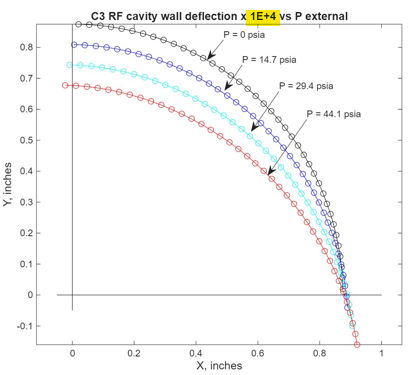 C3 RF cavity wall deflection x 1E+4 vs P external
P = 0 psia
P = 14.7 psia
P = 29.4 psia
P = 44.1 psia
0.8
0.7
0.6
0.5
0.4
0.3
0.2
0.1
0
-0.1
Y, inches
0
0.2
0.4
0.6
0.8
1
X, inches